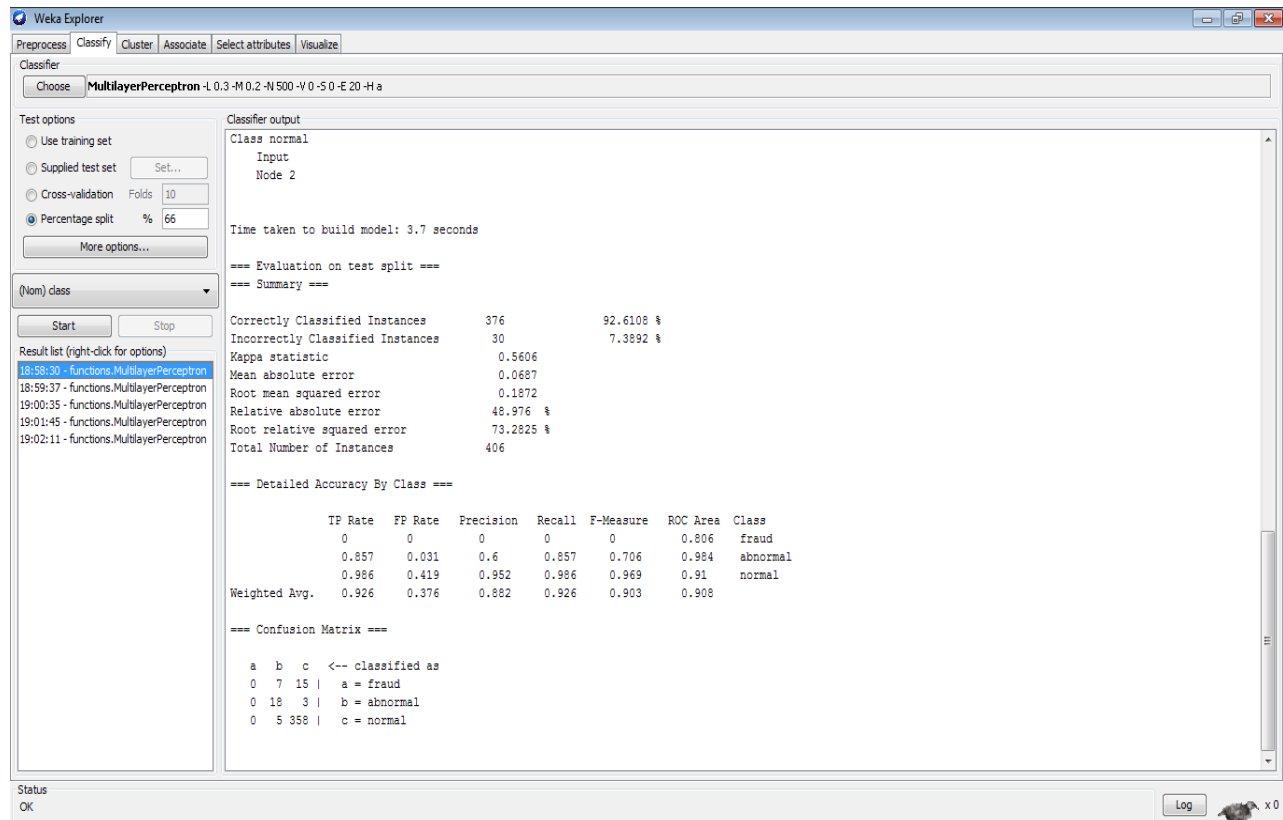 Weka Explorer
Preprocess Classify Cluster Associate Select attributes Visualize
Classifier
Choose MultilayerPerceptron -L 0.3 -M 0.2 -N 500 -V 0 -S 0 -E 20 -H a
Test options
Use training set
Supplied test set Set...
Cross-validation Folds 10
Percentage split % 66
More options...
(Nom) class
Start Stop
Result list (right-click for options)
18:58:30 - functions.MultilayerPerceptron
18:59:37 - functions.MultilayerPerceptron
19:00:35 - functions.MultilayerPerceptron
19:01:45 - functions.MultilayerPerceptron
19:02:11 - functions.MultilayerPerceptron
Classifier output
Class normal
Input
Node 2
Time taken to build model: 3.7 seconds
=== Evaluation on test split ===
=== Summary ===
Correctly Classified Instances 376 92.6108 %
Incorrectly Classified Instances 30 7.3892 %
Kappa statistic 0.5606
Mean absolute error 0.0687
Root mean squared error 0.1872
Relative absolute error 48.976 %
Root relative squared error 73.2825 %
Total Number of Instances 406
=== Detailed Accuracy By Class ===
TP Rate FP Rate Precision Recall F-Measure ROC Area Class
0 0 0 0 0 0.806 fraud
0.857 0.031 0.6 0.857 0.706 0.984 abnormal
0.986 0.419 0.952 0.986 0.969 0.91 normal
Weighted Avg. 0.926 0.376 0.882 0.926 0.903 0.908
=== Confusion Matrix ===
a b c <-- classified as
0 7 15 | a = fraud
0 18 3 | b = abnormal
0 5 358 | c = normal
Status
OK
Log x 0